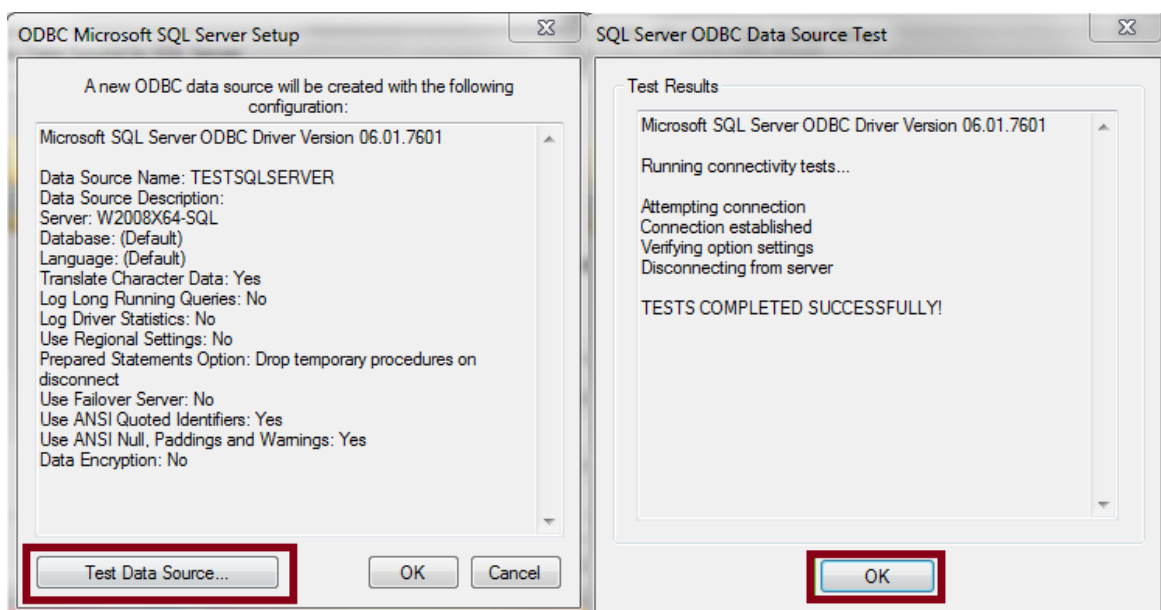 ODBC Microsoft SQL Server Setup
A new ODBC data source will be created with the following
configuration:
Microsoft SQL Server ODBC Driver Version 06.01.7601
Data Source Name: TESTSQLSERVER
Data Source Description:
Server: W2008X64-SQL
Database: (Default)
Language: (Default)
Translate Character Data: Yes
Log Long Running Queries: No
Log Driver Statistics: No
Use Regional Settings: No
Prepared Statements Option: Drop temporary procedures on
disconnect
Use Failover Server: No
Use ANSI Quoted Identifiers: Yes
Use ANSI Null, Paddings and Warnings: Yes
Data Encryption: No
Test Data Source...
OK
Cancel
SQL Server ODBC Data Source Test
Test Results
Microsoft SQL Server ODBC Driver Version 06.01.7601
Running connectivity tests...
Attempting connection
Connection established
Verifying option settings
Disconnecting from server
TESTS COMPLETED SUCCESSFULLY!
OK